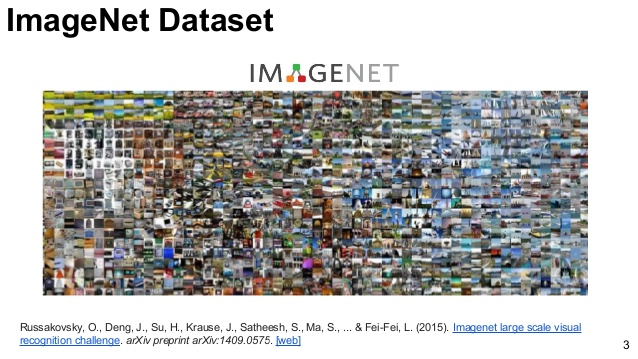 ImageNet Dataset
IMAGENET
Russakovsky, O., Deng, J., Su, H., Krause, J., Satheesh, S., Ma, S., ... & Fei-Fei, L. (2015). Imagenet large scale visual
recognition challenge. arXiv preprint arXiv:1409.0575. [web]
3